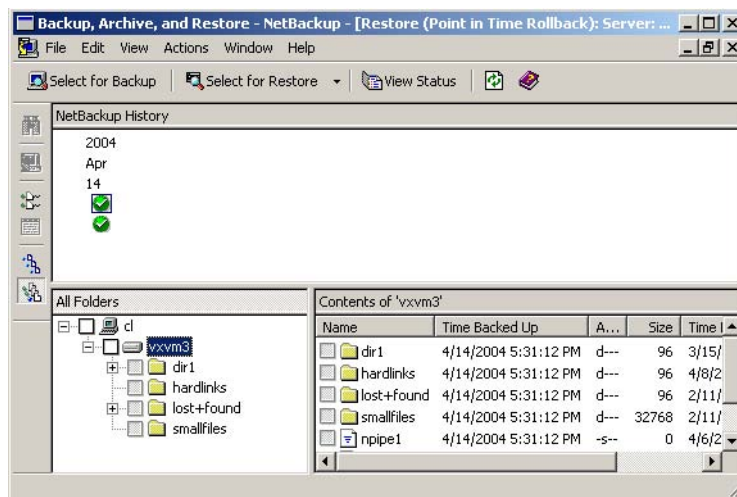 Backup, Archive, and Restore - NetBackup - [Restore (Point in Time Rollback): Server: ...
File Edit View Actions Window Help
Select for Backup Select for Restore View Status
NetBackup History
2004
Apr
14
All Folders
cl
vxvm3
dir1
hardlinks
lost+found
smallfiles
Contents of 'vxvm3'
Name Time Backed Up A... Size Time
dir1 4/14/2004 5:31:12 PM d--- 96 3/15/
hardlinks 4/14/2004 5:31:12 PM d--- 96 4/8/2
lost+found 4/14/2004 5:31:12 PM d--- 96 2/11/
smallfiles 4/14/2004 5:31:12 PM d--- 32768 2/11/
npipe1 4/14/2004 5:31:12 PM -s-- 0 4/6/2